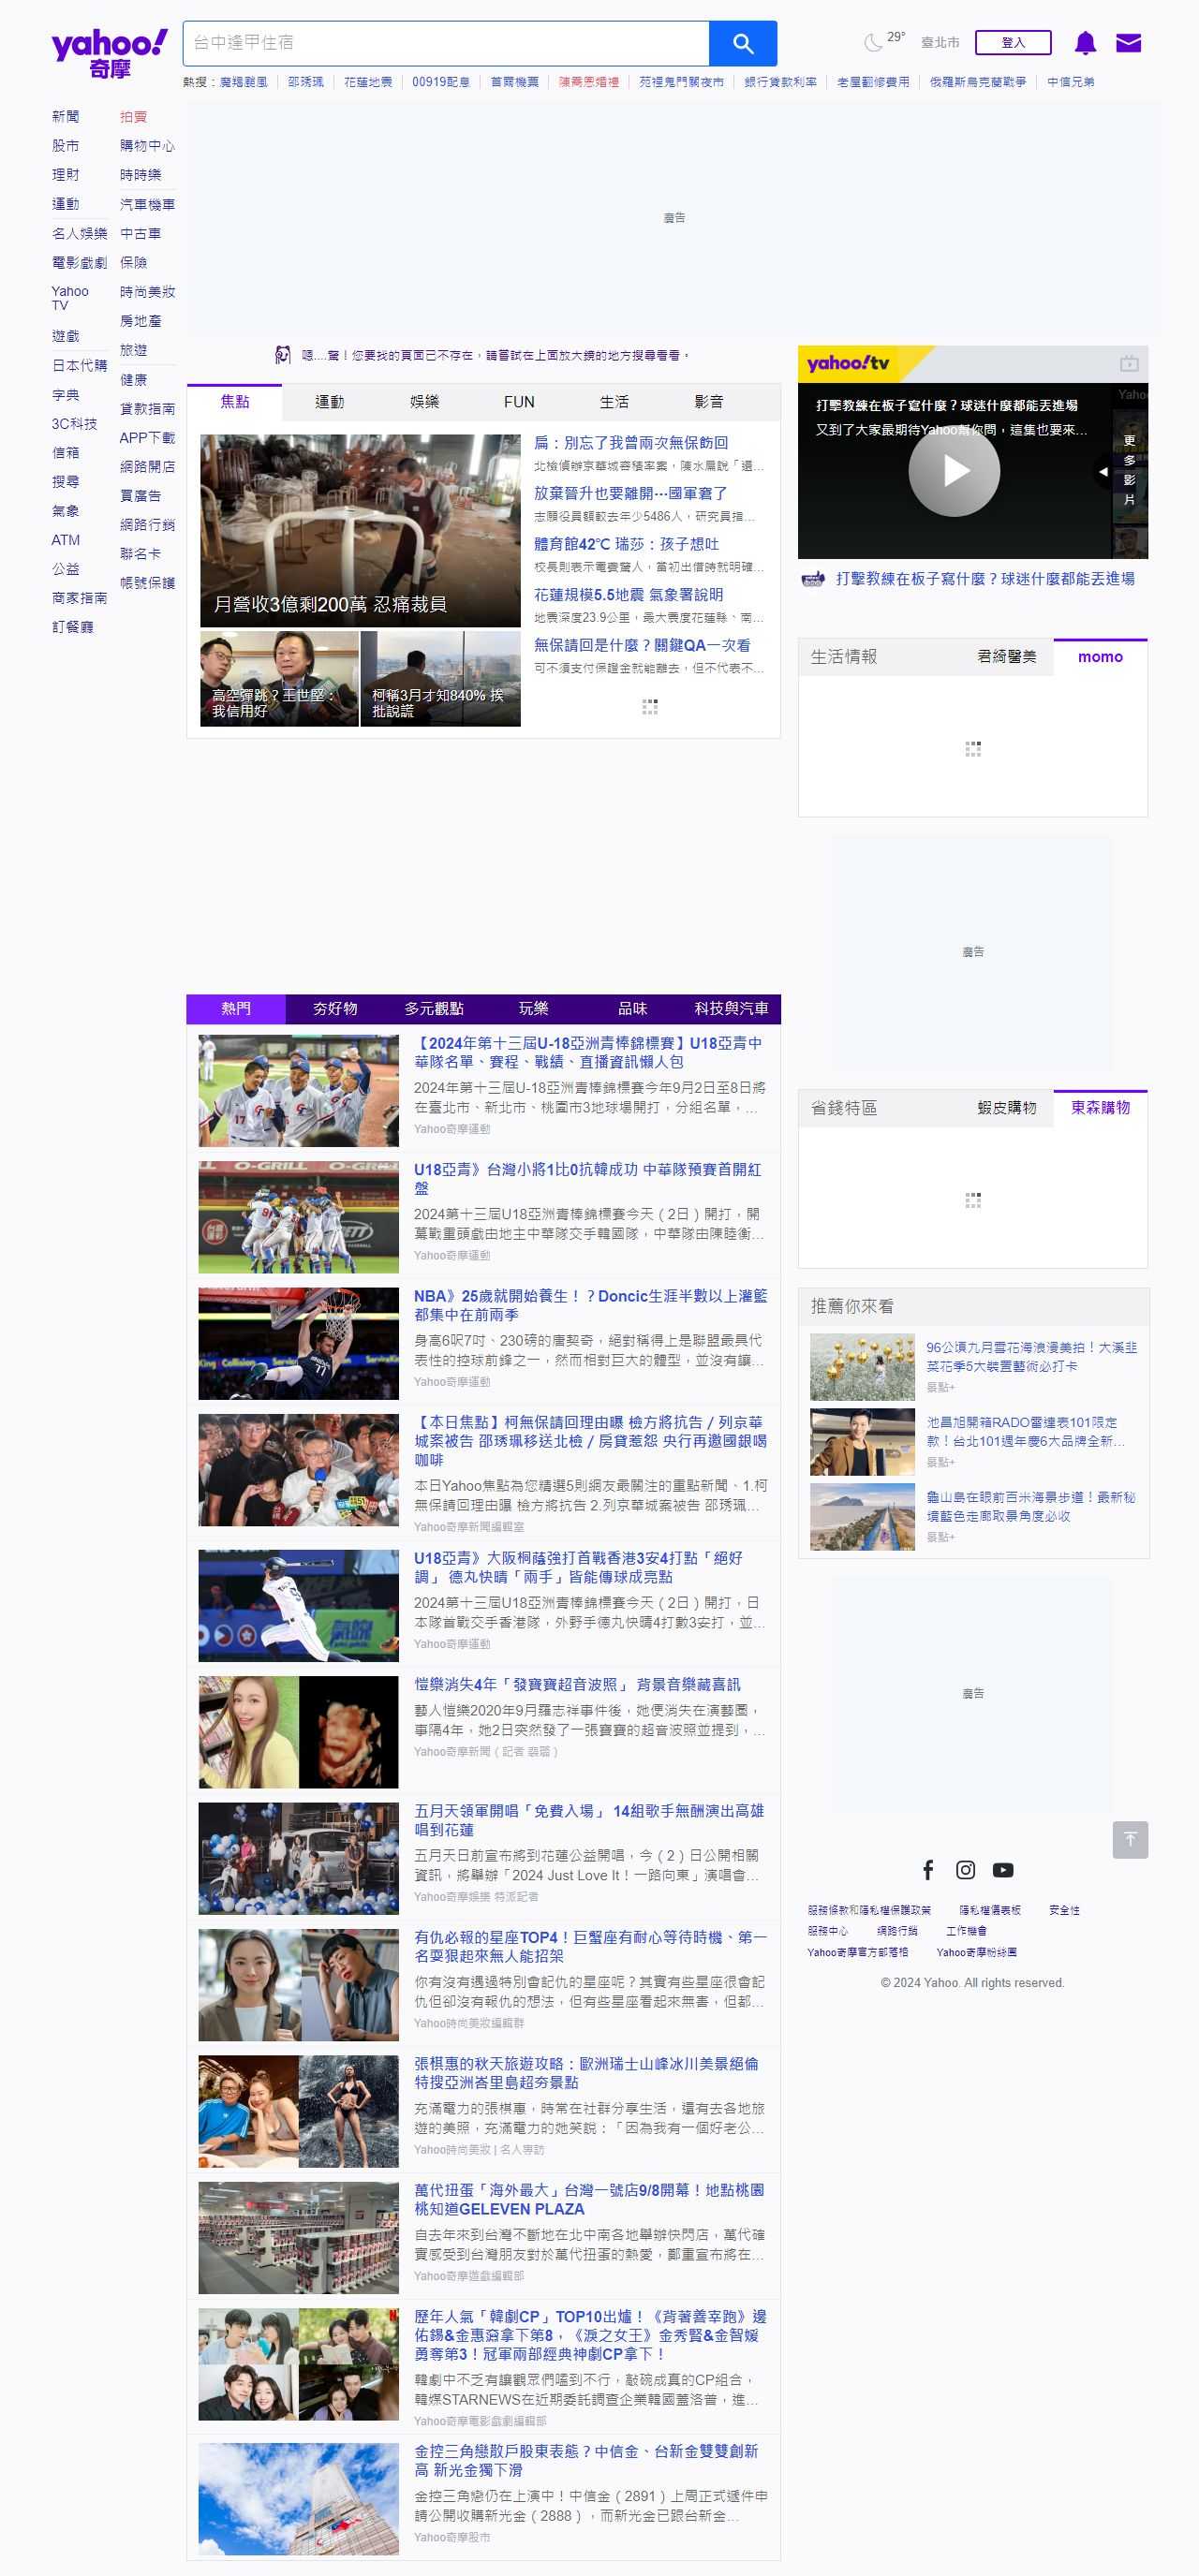 yahoo!
奇摩
台中逢甲住宿
29°
臺北市
登入
熱搜：魔羯颱風
邵琇珮
花蓮地震
00919配息
首爾機票
陳喬恩婚禮
苑裡鬼門關夜市
銀行貸款利率
老屋翻修費用
俄羅斯烏克蘭戰爭
中信兄弟
新聞
股市
理財
運動
名人娛樂
電影戲劇
Yahoo
TV
遊戲
日本代購
字典
3C科技
信箱
搜尋
氣象
ATM
公益
商家指南
訂餐廳
拍賣
購物中心
時時樂
汽車機車
中古車
保險
時尚美妝
房地產
旅遊
健康
貸款指南
APP下載
網路開店
買廣告
網路行銷
聯名卡
帳號保護
廣告
嗯....驚！您要找的頁面已不存在，請嘗試在上面放大鏡的地方搜尋看看。
焦點
運動
娛樂
FUN
生活
影音
月營收3億剩200萬 忍痛裁員
高空彈跳？王世堅：
我信用好
柯稱3月才知840% 挨
批說謊
扁：別忘了我曾兩次無保飭回
北檢偵辦京華城容積率案，陳水扁說「還...
放棄晉升也要離開…國軍窘了
志願役員額較去年少5486人，研究員指...
體育館42℃ 瑞莎：孩子想吐
校長則表示電費驚人，當初出借時就明確...
花蓮規模5.5地震 氣象署說明
地震深度23.9公里，最大震度花蓮縣、南...
無保請回是什麼？關鍵QA一次看
可不須支付保證金就能離去，但不代表不...
yahoo!tv
打擊教練在板子寫什麼？球迷什麼都能丟進場
又到了大家最期待Yahoo幫你問，這集也要來...
Yahoo
更
多
影
片
打擊教練在板子寫什麼？球迷什麼都能丟進場
生活情報
君綺醫美
momo
廣告
省錢特區
蝦皮購物
東森購物
推薦你來看
96公頃九月雪花海浪漫美拍！大溪韭
菜花季5大裝置藝術必打卡
景點+
池昌旭開箱RADO雷達表101限定
款！台北101週年慶6大品牌全新...
景點+
龜山島在眼前百米海景步道！最新秘
境藍色走廊取景角度必收
景點+
廣告
服務條款和隱私權保護政策
隱私權儀表板
安全性
服務中心
網路行銷
工作機會
Yahoo奇摩官方部落格
Yahoo奇摩粉絲團
© 2024 Yahoo. All rights reserved.
熱門
夯好物
多元觀點
玩樂
品味
科技與汽車
【2024年第十三屆U-18亞洲青棒錦標賽】U18亞青中
華隊名單、賽程、戰績、直播資訊懶人包
2024年第十三屆U-18亞洲青棒錦標賽今年9月2日至8日將
在臺北市、新北市、桃園市3地球場開打，分組名單，...
Yahoo奇摩運動
U18亞青》台灣小將1比0抗韓成功 中華隊預賽首開紅
盤
2024第十三屆U18亞洲青棒錦標賽今天（2日）開打，開
幕戰重頭戲由地主中華隊交手韓國隊，中華隊由陳睦衡...
Yahoo奇摩運動
NBA》25歲就開始養生！？Doncic生涯半數以上灌籃
都集中在前兩季
身高6呎7吋、230磅的唐契奇，絕對稱得上是聯盟最具代
表性的控球前鋒之一，然而相對巨大的體型，並沒有讓...
Yahoo奇摩運動
【本日焦點】柯無保請回理由曝 檢方將抗告 / 列京華
城案被告 邵琇珮移送北檢 / 房貸惹怨 央行再邀國銀喝
咖啡
本日Yahoo焦點為您精選5則網友最關注的重點新聞、1.柯
無保請回理由曝 檢方將抗告 2.列京華城案被告 邵琇珮...
Yahoo奇摩新聞編輯室
U18亞青》大阪桐蔭強打首戰香港3安4打點「絕好
調」 德丸快晴「兩手」皆能傳球成亮點
2024第十三屆U18亞洲青棒錦標賽今天（2日）開打，日
本隊首戰交手香港隊，外野手德丸快晴4打數3安打，並...
Yahoo奇摩運動
愷樂消失4年「發寶寶超音波照」 背景音樂藏喜訊
藝人愷樂2020年9月羅志祥事件後，她便消失在演藝圈，
事隔4年，她2日突然發了一張寶寶的超音波照並提到，...
五月天領軍開唱「免費入場」 14組歌手無酬演出高雄
唱到花蓮
五月天日前宣布將到花蓮公益開唱，今（2）日公開相關
資訊，將舉辦「2024 Just Love It！一路向東」演唱會...
Yahoo奇摩娛樂 特派記者
有仇必報的星座TOP4！巨蟹座有耐心等待時機、第一
名耍狠起來無人能招架
你有沒有遇過特別會記仇的星座呢？其實有些星座很會記
仇但卻沒有報仇的想法，但有些星座看起來無害，但都...
Yahoo時尚美妝編輯群
張棋惠的秋天旅遊攻略：歐洲瑞士山峰冰川美景絕倫
特搜亞洲峇里島超夯景點
充滿電力的張棋惠，時常在社群分享生活，還有去各地旅
遊的美照，充滿電力的她笑說：「因為我有一個好老公...
Yahoo時尚美妝 | 名人專訪
萬代扭蛋「海外最大」台灣一號店9/8開幕！地點桃園
桃知道GELEVEN PLAZA
自去年來到台灣不斷地在北中南各地舉辦快閃店，萬代確
實感受到台灣朋友對於萬代扭蛋的熱愛，鄭重宣布將在...
Yahoo奇摩遊戲編輯部
歷年人氣「韓劇CP」TOP10出爐！《背著善宰跑》邊
佑錫&金惠奫拿下第8，《淚之女王》金秀賢&金智媛
勇奪第3！冠軍兩部經典神劇CP拿下！
韓劇中不乏有讓觀眾們嗑到不行，敲碗成真的CP組合，
韓媒STARNEWS在近期委託調查企業韓國蓋洛普，進...
Yahoo奇摩電影戲劇編輯部
金控三角戀散戶股東表態？中信金、台新金雙雙創新
高 新光金獨下滑
金控三角戀仍在上演中！中信金（2891）上周正式遞件申
請公開收購新光金（2888），而新光金已跟台新金...
Yahoo奇摩股市